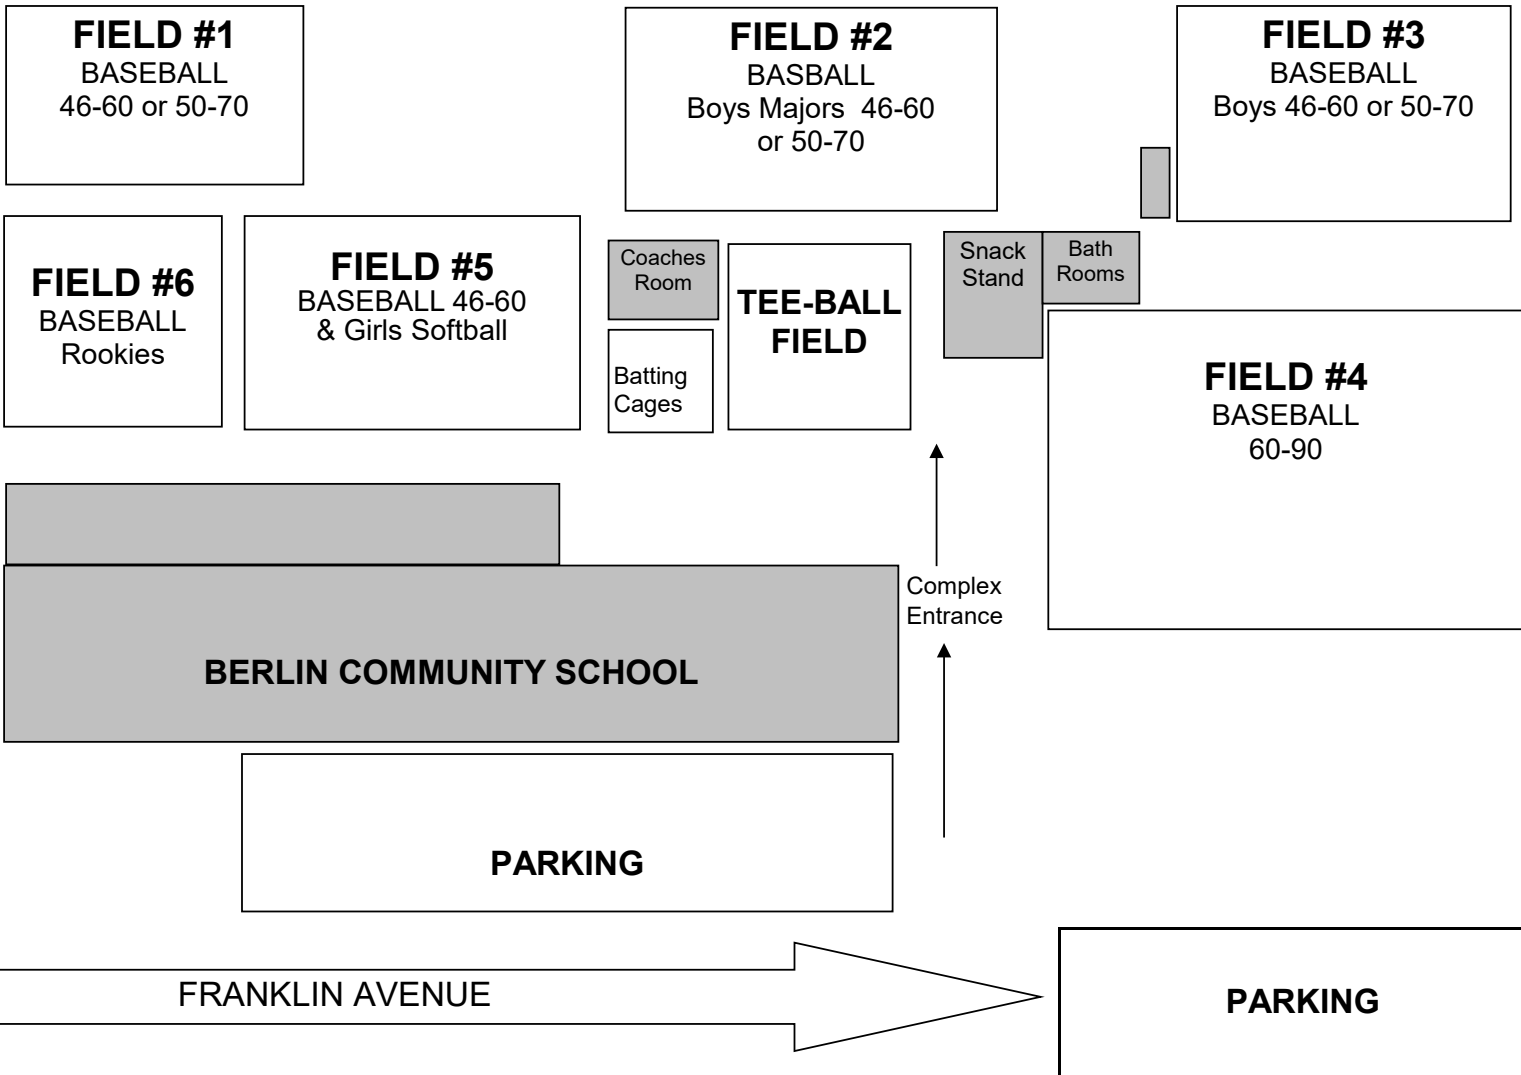 FIELD #1
BASEBALL
46-60 or 50-70
FIELD #2
BASBALL
Boys Majors  46-60
or 50-70
FIELD #3
BASEBALL
Boys 46-60 or 50-70
FIELD #6
BASEBALL
Rookies
FIELD #5
BASEBALL 46-60
& Girls Softball
Coaches
Room
Batting
Cages
TEE-BALL
FIELD
Snack
Stand
Bath
Rooms
FIELD #4
BASEBALL
60-90
Complex
Entrance
BERLIN COMMUNITY SCHOOL
PARKING
FRANKLIN AVENUE
PARKING